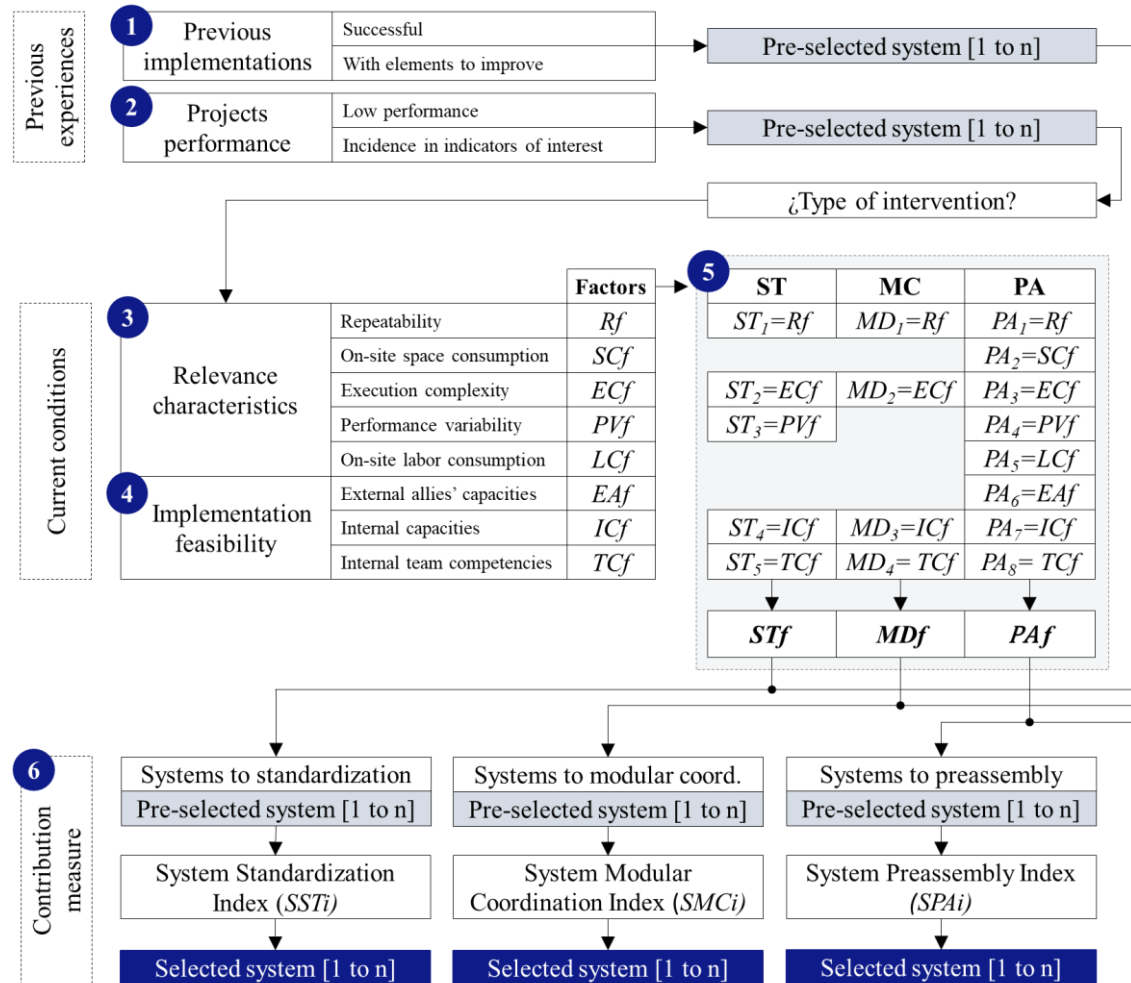 Previous
experiences
1
Previous
implementations
Successful
With elements to improve
Pre-selected system [1 to n]
2
Projects
performance
Low performance
Incidence in indicators of interest
Pre-selected system [1 to n]
¿Type of intervention?
Current conditions
Factors
5
ST
MC
PA
3
Relevance
characteristics
Repeatability
Rf
ST1=Rf
MD1=Rf
PA1=Rf
On-site space consumption
SCf
PA2=SCf
Execution complexity
ECf
ST2=ECf
MD2=ECf
PA3=ECf
Performance variability
PVf
ST3=PVf
PA4=PVf
On-site labor consumption
LCf
PA5=LCf
4
Implementation
feasibility
External allies’ capacities
EAf
PA6=EAf
Internal capacities
ICf
ST4=ICf
MD3=ICf
PA7=ICf
Internal team competencies
TCf
ST5=TCf
MD4= TCf
PA8= TCf
STf
MDf
PAf
6
Contribution
measure
Systems to standardization
Pre-selected system [1 to n]
System Standardization
Index (SSTi)
Selected system [1 to n]
Systems to modular coord.
Pre-selected system [1 to n]
System Modular
Coordination Index (SMCi)
Selected system [1 to n]
Systems to preassembly
Pre-selected system [1 to n]
System Preassembly Index
(SPAi)
Selected system [1 to n]